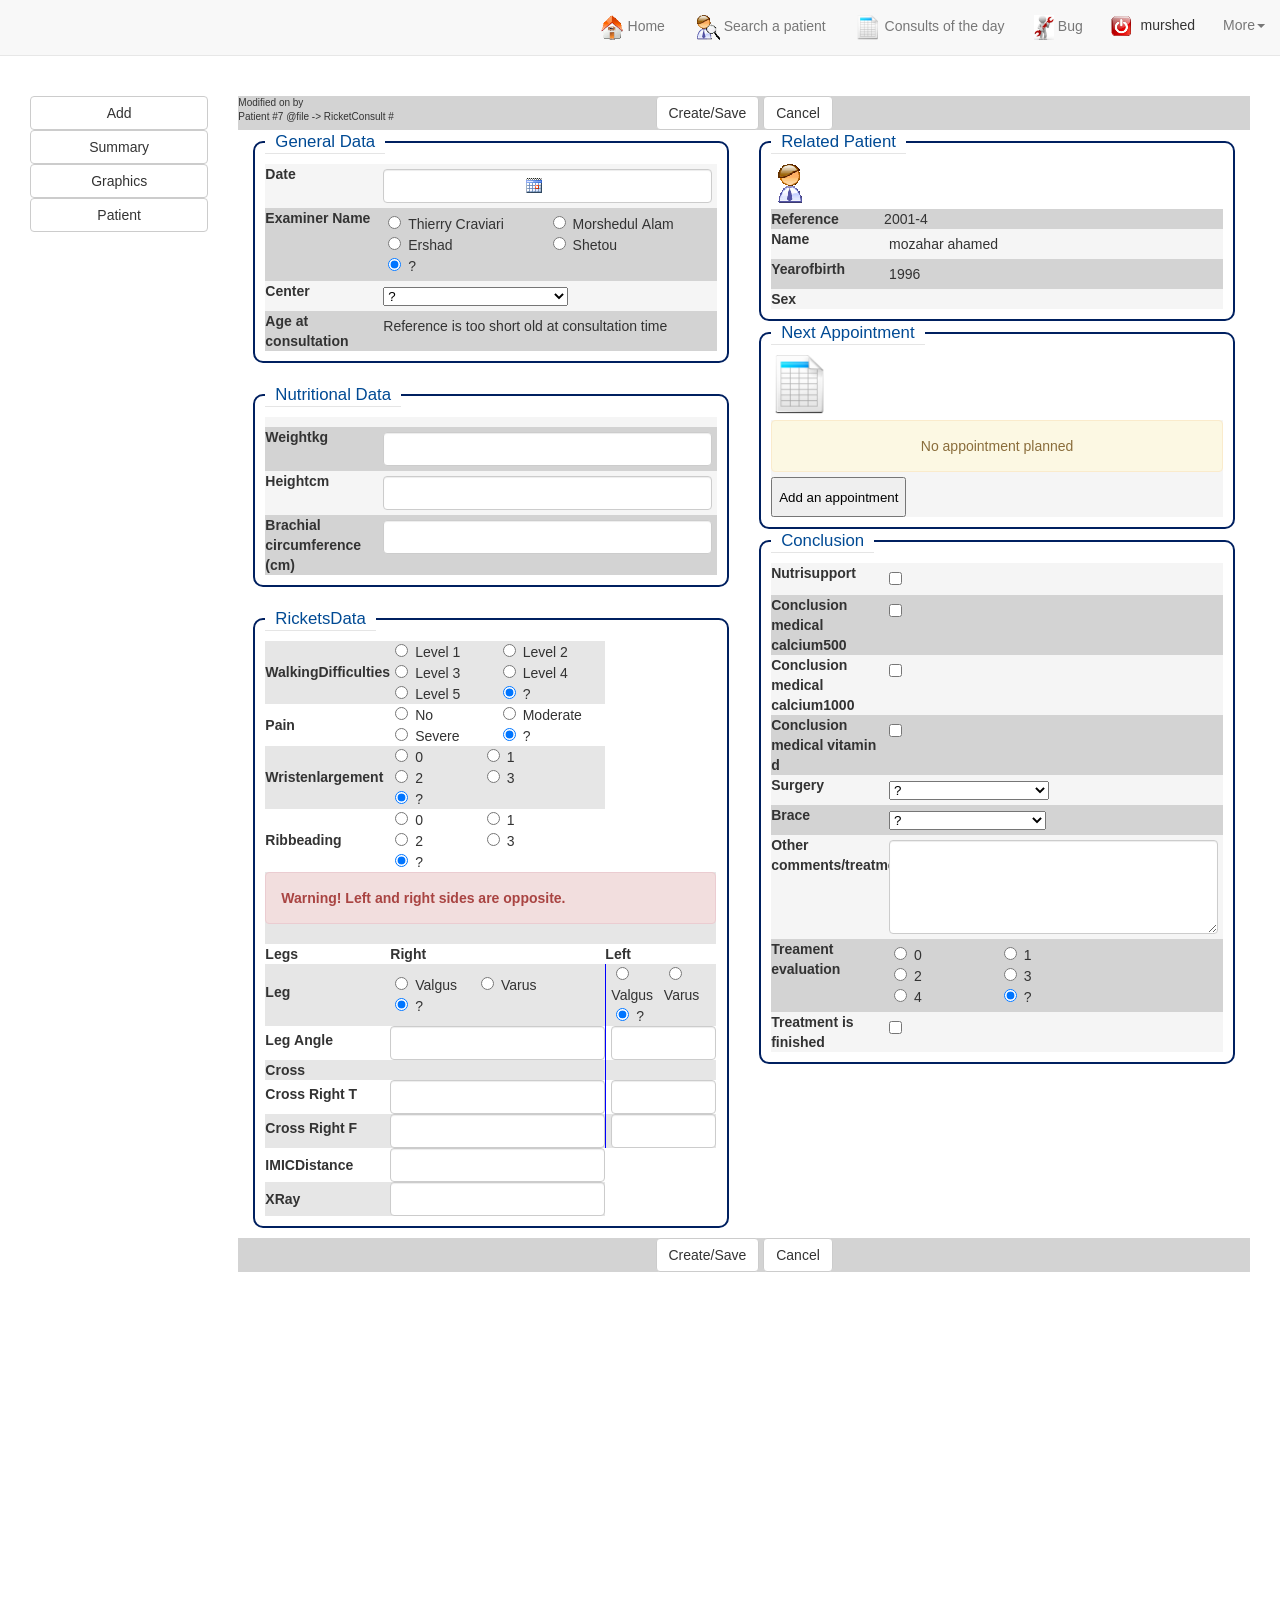 Home Search a patient Consults of the day Bug murshed More
Add
Summary
Graphics
Patient
Modified on by
Patient #7 @file -> RicketConsult #
Create/Save Cancel
General Data
Date
Examiner Name
Thierry Craviari Morshedul Alam
Ershad Shetou
?
Center ?
Age at consultation
Reference is too short old at consultation time
Nutritional Data
Weightkg
Heightcm
Brachial
circumference
(cm)
RicketsData
WalkingDifficulties
Level 1 Level 2
Level 3 Level 4
Level 5 ?
Pain
No Moderate
Severe ?
Wristenlargement
0 1
2 3
?
Ribbeading
0 1
2 3
?
Warning! Left and right sides are opposite.
Legs Right Left
Leg
Valgus Varus
?
Valgus Varus
?
Leg Angle
Cross
Cross Right T
Cross Right F
IMICDistance
XRay
Related Patient
Reference 2001-4
Name mozahar ahamed
Yearofbirth 1996
Sex
Next Appointment
No appointment planned
Add an appointment
Conclusion
Nutrisupport
Conclusion
medical
calcium500
Conclusion
medical
calcium1000
Conclusion
medical vitamin
d
Surgery ?
Brace ?
Other
comments/treatme
Treament
evaluation
0 1
2 3
4 ?
Treatment is
finished
Create/Save Cancel